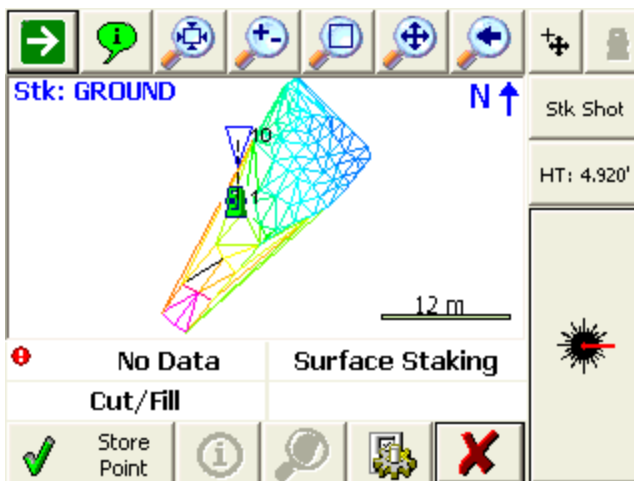 Stk: GROUND
N
Stk Shot
10
HT: 4.920'
1
12 m
No Data
Surface Staking
Cut/Fill
Store
Point